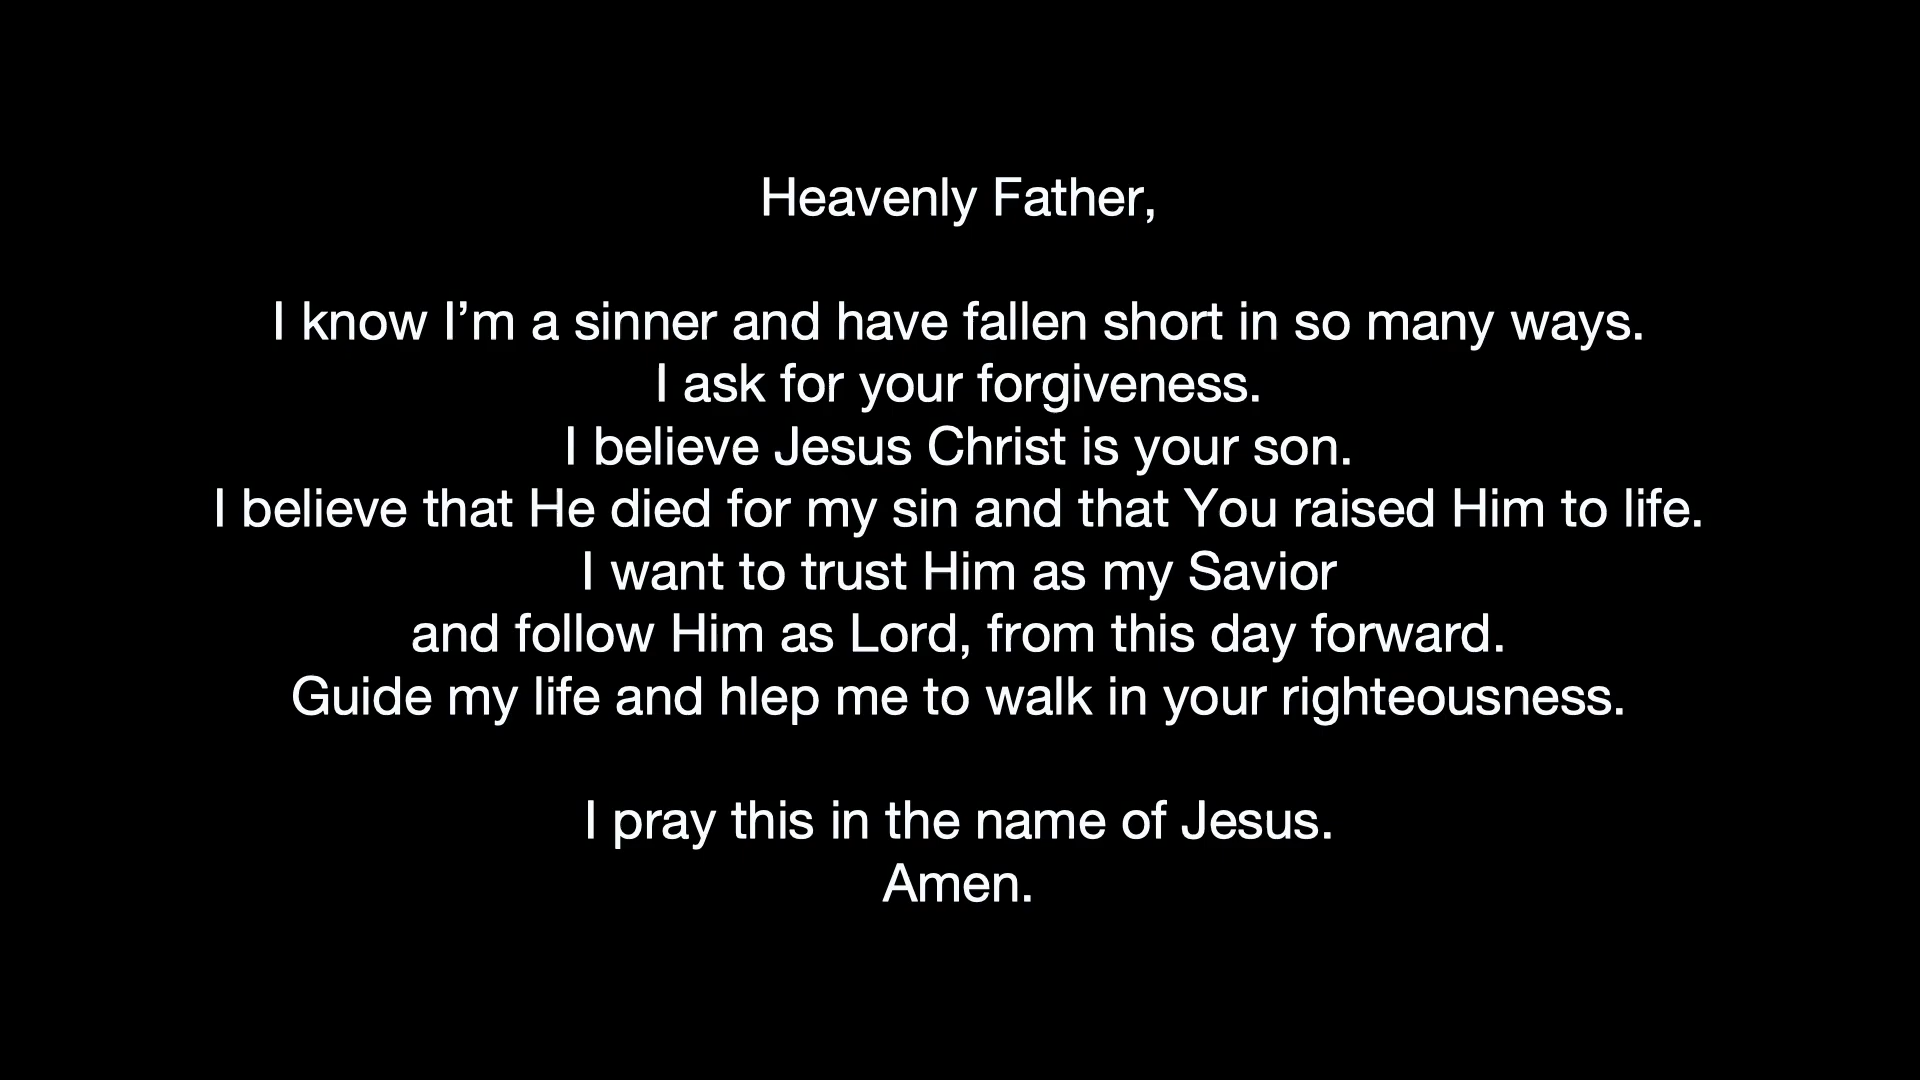 Heavenly Father,
I know I’m a sinner and have fallen short in so many ways.
I ask for your forgiveness.
I believe Jesus Christ is your son.
I believe that He died for my sin and that You raised Him to life.
I want to trust Him as my Savior
and follow Him as Lord, from this day forward.
Guide my life and hlep me to walk in your righteousness.
I pray this in the name of Jesus.
Amen.